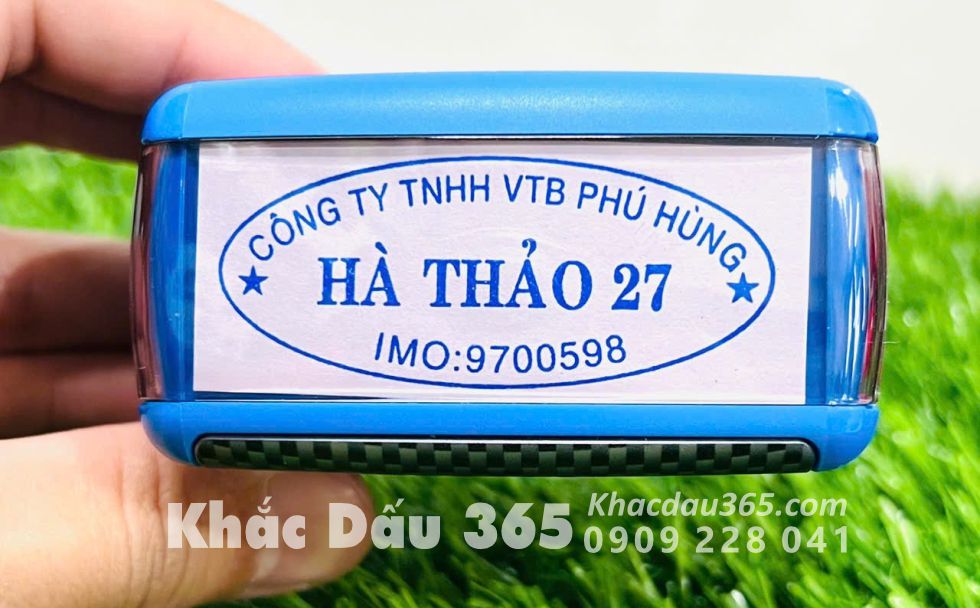 CÔNG TY TNHH VTB PHÚ HÙNG
★ HÀ THẢO 27 ★
IMO:9700598
Khắc Dấu 365
Khacdau365.com
0909 228 041